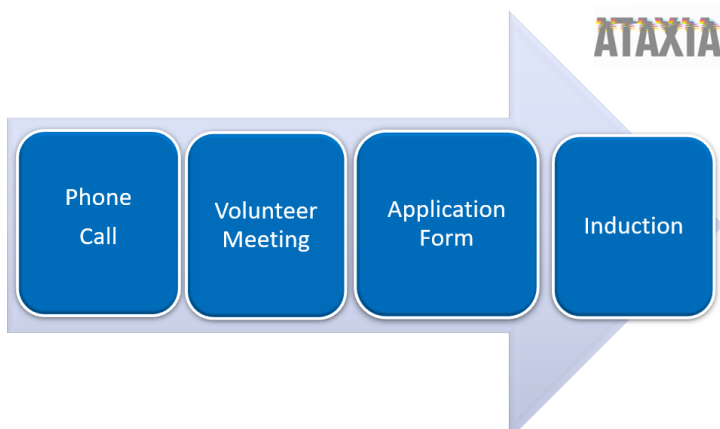 ATAXIA
Phone
Call
Volunteer
Meeting
Application
Form
Induction